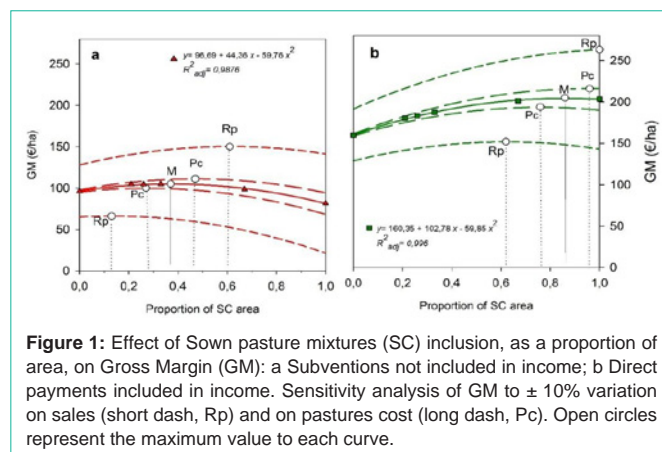 a
y= 96,69 + 44,36 x - 59,76 x²
R²adj= 0,9876
GM (€/ha)
250
200
150
100
50
0
Rp
M
Pc
Pc
Rp
0,0 0,2 0,4 0,6 0,8 1,0
Proportion of SC area
b
Rp
Pc
M
Pc
Rp
y= 160,35 + 102,78 x - 59,85 x²
R²adj= 0,996
250
200
150
100
50
0
GM (€/ha)
0,0 0,2 0,4 0,6 0,8 1,0
Proportion of SC area
Figure 1: Effect of Sown pasture mixtures (SC) inclusion, as a proportion of
area, on Gross Margin (GM): a Subventions not included in income; b Direct
payments included in income. Sensitivity analysis of GM to ± 10% variation
on sales (short dash, Rp) and on pastures cost (long dash, Pc). Open circles
represent the maximum value to each curve.